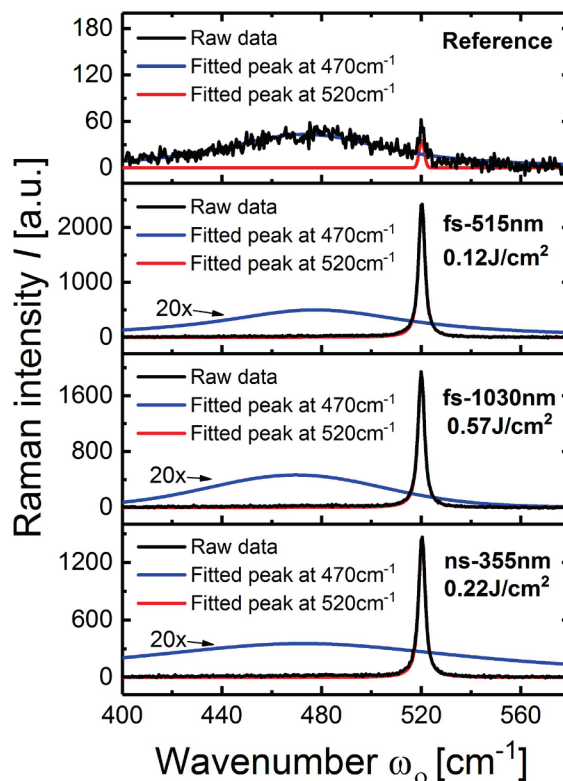 Raman intensity I [a.u.]
180
120
60
0
Raw data
Fitted peak at 470cm⁻¹
Fitted peak at 520cm⁻¹
Reference
2000
1000
0
Raw data
Fitted peak at 470cm⁻¹
Fitted peak at 520cm⁻¹
fs-515nm
0.12J/cm²
20x
1600
800
0
Raw data
Fitted peak at 470cm⁻¹
Fitted peak at 520cm⁻¹
fs-1030nm
0.57J/cm²
20x
1200
600
0
Raw data
Fitted peak at 470cm⁻¹
Fitted peak at 520cm⁻¹
ns-355nm
0.22J/cm²
20x
400 440 480 520 560
Wavenumber ω₀ [cm⁻¹]